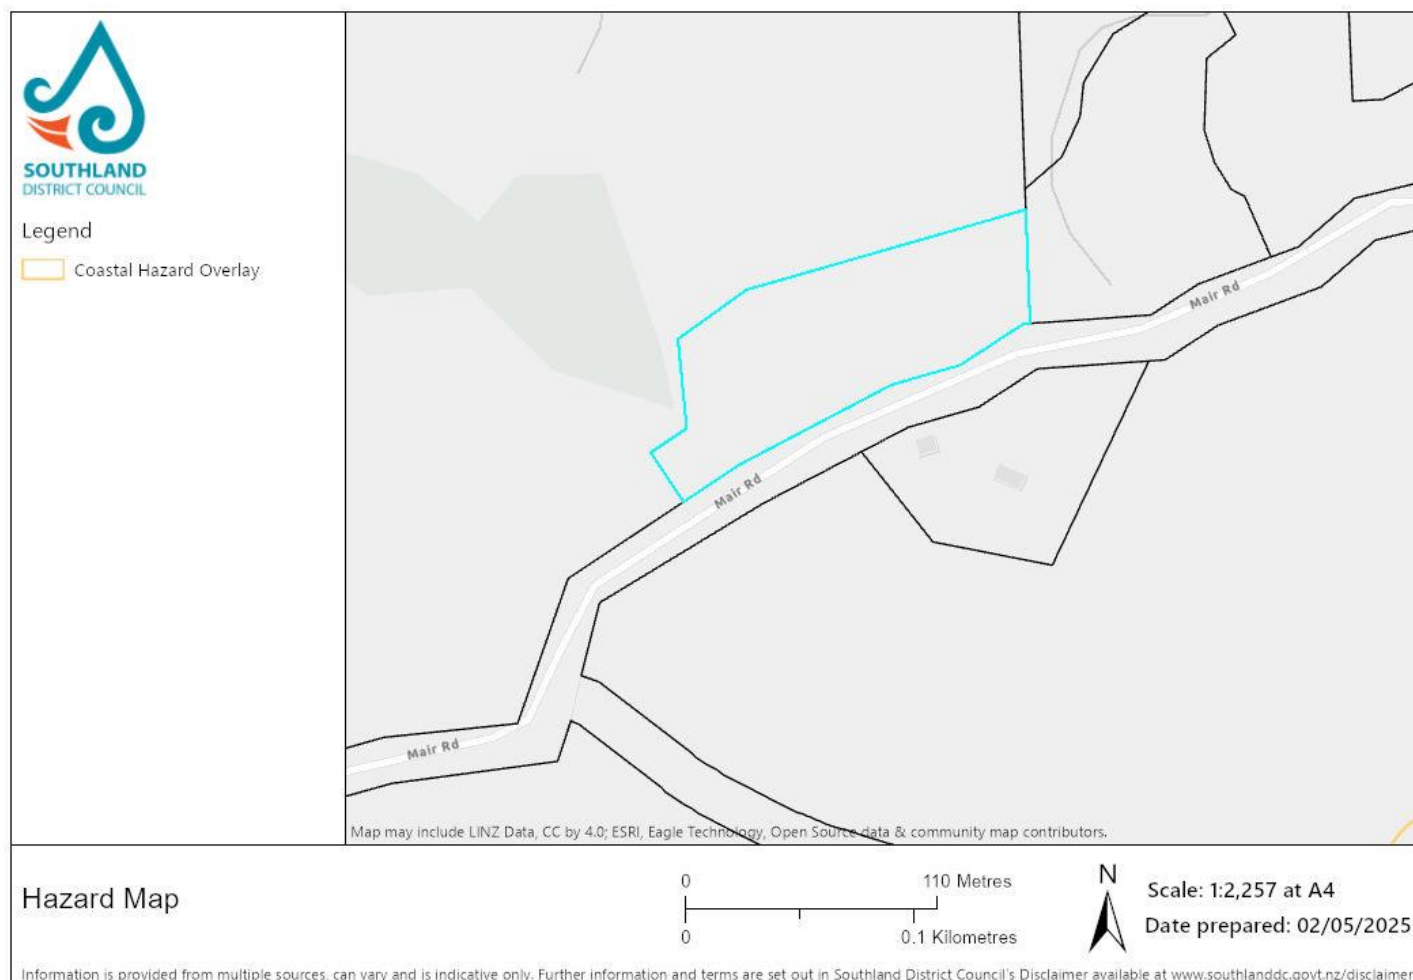 SOUTHLAND
DISTRICT COUNCIL
Legend
Coastal Hazard Overlay
Mair Rd
Mair Rd
Mair Rd
Map may include LINZ Data, CC by 4.0; ESRI, Eagle Technology, Open Source data & community map contributors.
Hazard Map
0 110 Metres
0 0.1 Kilometres
N
Scale: 1:2,257 at A4
Date prepared: 02/05/2025
Information is provided from multiple sources, can vary and is indicative only. Further information and terms are set out in Southland District Council's Disclaimer available at www.southlanddc.govt.nz/disclaimer